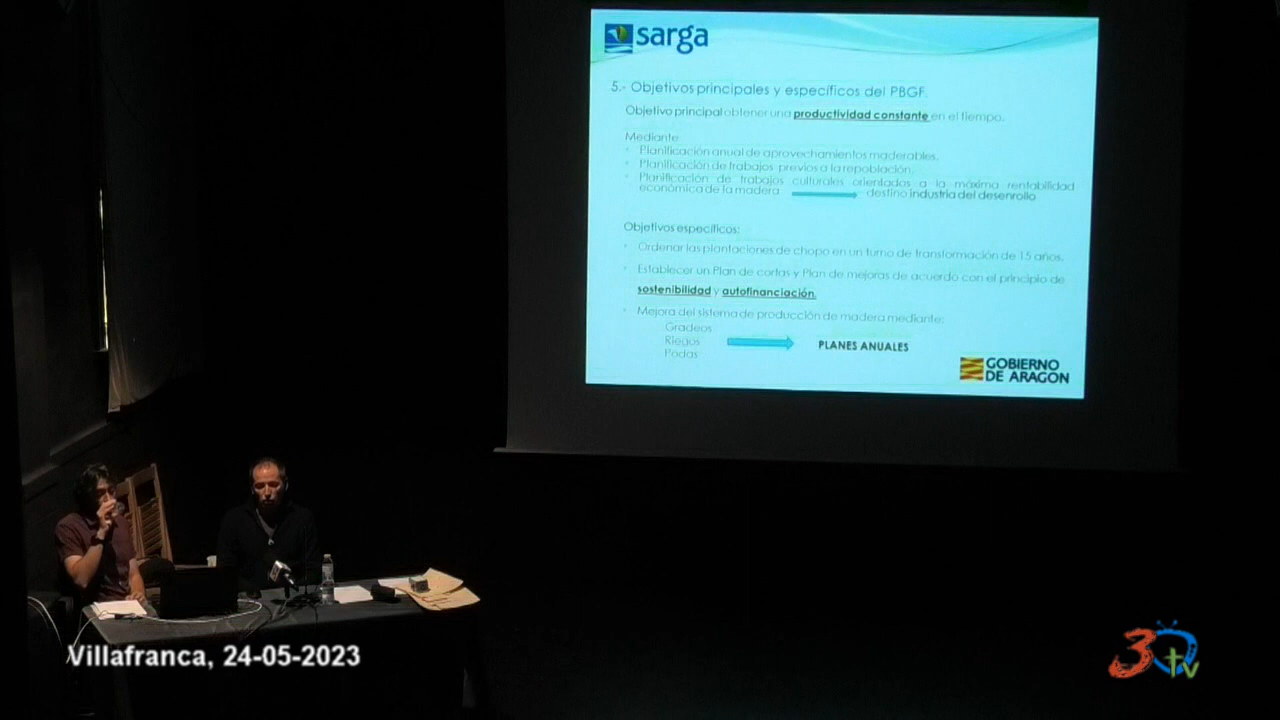 sarga
5.- Objetivos principales y específicos del PBGF.
Objetivo principal obtener una productividad constante en el tiempo.
Mediante
• Planificación anual de aprovechamientos maderables.
• Planificación de trabajos previos a la repoblación.
• Planificación de trabajos culturales orientados a la máxima rentabilidad
económica de la madera destino industria del desenrollo
Objetivos específicos:
• Ordenar las plantaciones de chopo en un turno de transformación de 15 años.
• Establecer un Plan de cortas y Plan de mejoras de acuerdo con el principio de
sostenibilidad y autofinanciación.
• Mejora del sistema de producción de madera mediante:
Gradeos
Riegos
Podas
PLANES ANUALES
GOBIERNO
DE ARAGON
Villafranca, 24-05-2023
30 tv